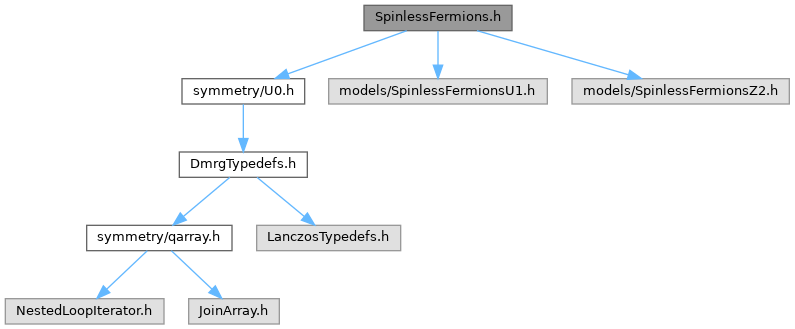 SpinlessFermions.h
symmetry/U0.h
models/SpinlessFermionsU1.h
models/SpinlessFermionsZ2.h
DmrgTypedefs.h
symmetry/qarray.h
LanczosTypedefs.h
NestedLoopIterator.h
JoinArray.h